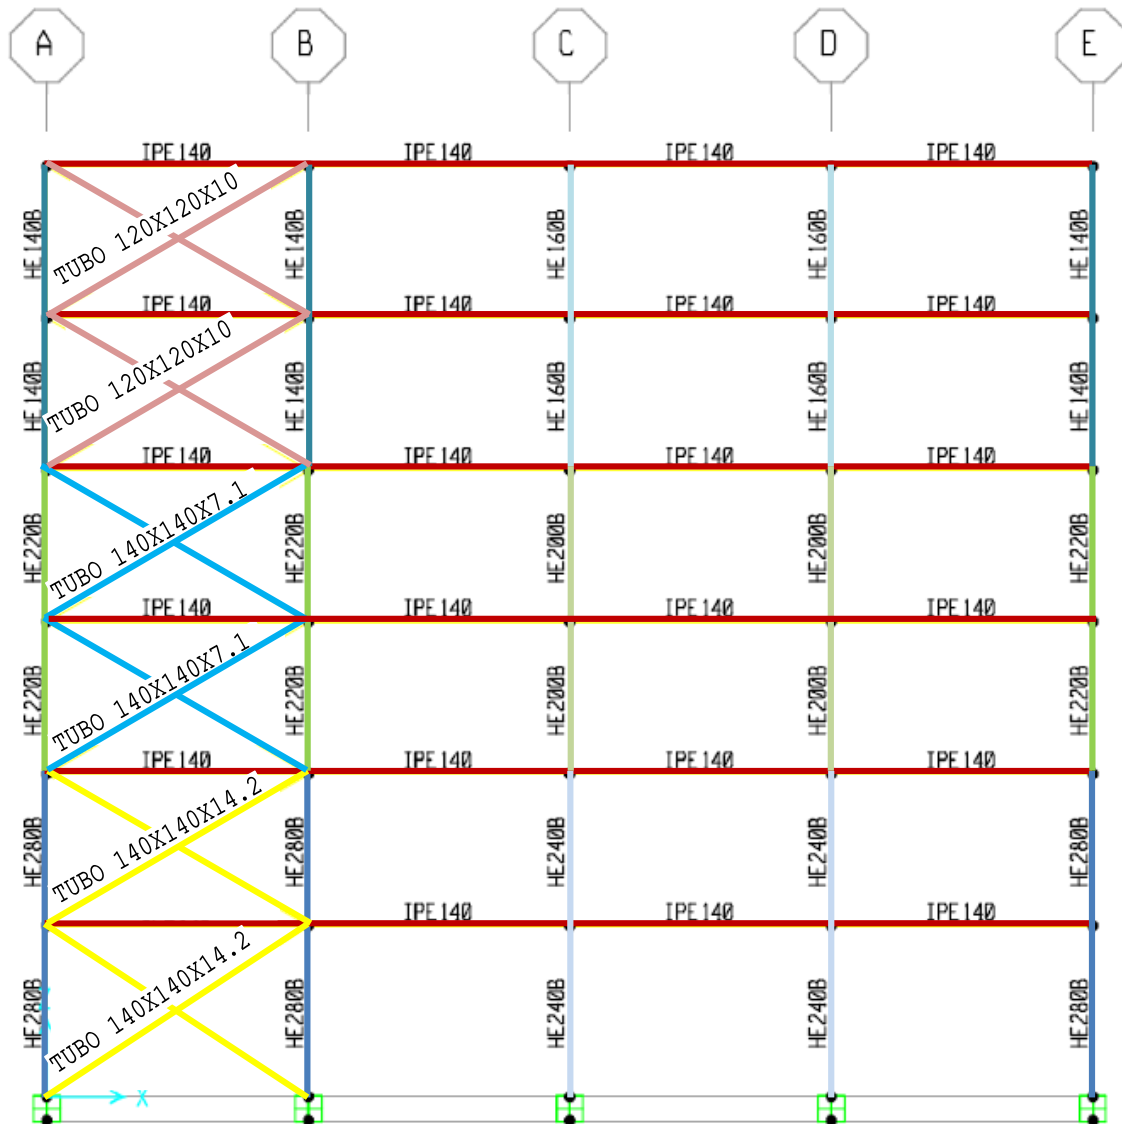 A B C D E
IPE140 IPE140 IPE140 IPE140
TUBO 120X120X10
HE140B HE140B HE160B HE160B HE140B
IPE140 IPE140 IPE140 IPE140
TUBO 120X120X10
HE140B HE140B HE160B HE160B HE140B
IPE140 IPE140 IPE140 IPE140
TUBO 140X140X7.1
HE220B HE220B HE200B HE200B HE220B
IPE140 IPE140 IPE140 IPE140
TUBO 140X140X7.1
HE220B HE220B HE200B HE200B HE220B
IPE140 IPE140 IPE140 IPE140
TUBO 140X140X14.2
HE280B HE280B HE240B HE240B HE280B
IPE140 IPE140 IPE140
TUBO 140X140X14.2
HE280B HE280B HE240B HE240B HE280B
X